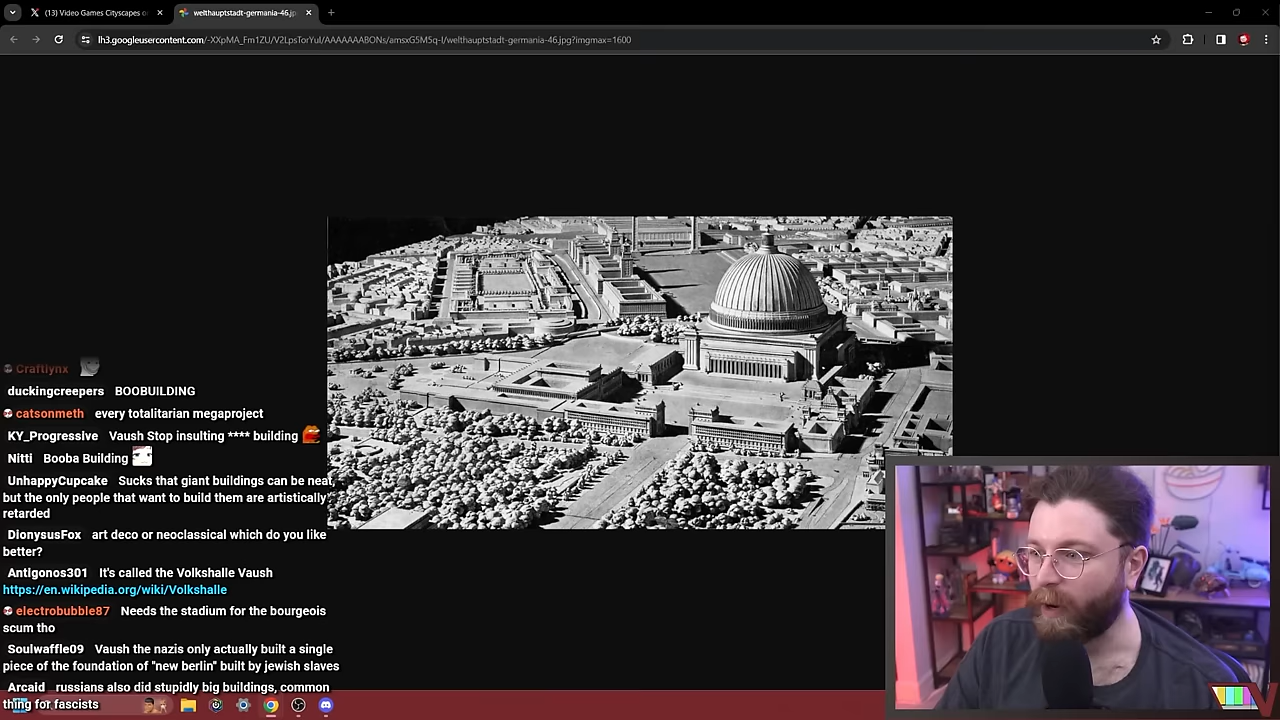 (13) Video Games Cityscapes o
welthauptstadt-germania-46.jp
lh3.googleusercontent.com/-XXpMA_Fm1ZU/V2LpsTorYuI/AAAAAAABONs/amsxG5M5q-I/welthauptstadt-germania-46.jpg?imgmax=1600
Craftlynx
duckingcreepers BOOBUILDING
catsonmeth every totalitarian megaproject
KY_Progressive Vaush Stop insulting **** building
Nitti Booba Building
UnhappyCupcake Sucks that giant buildings can be neat,
but the only people that want to build them are artistically
retarded
DionysusFox art deco or neoclassical which do you like
better?
Antigonos301 It's called the Volkshalle Vaush
https://en.wikipedia.org/wiki/Volkshalle
electrobubble87 Needs the stadium for the bourgeois
scum tho
Soulwaffle09 Vaush the nazis only actually built a single
piece of the foundation of "new berlin" built by jewish slaves
Arcaid russians also did stupidly big buildings, common
thing for fascists
V